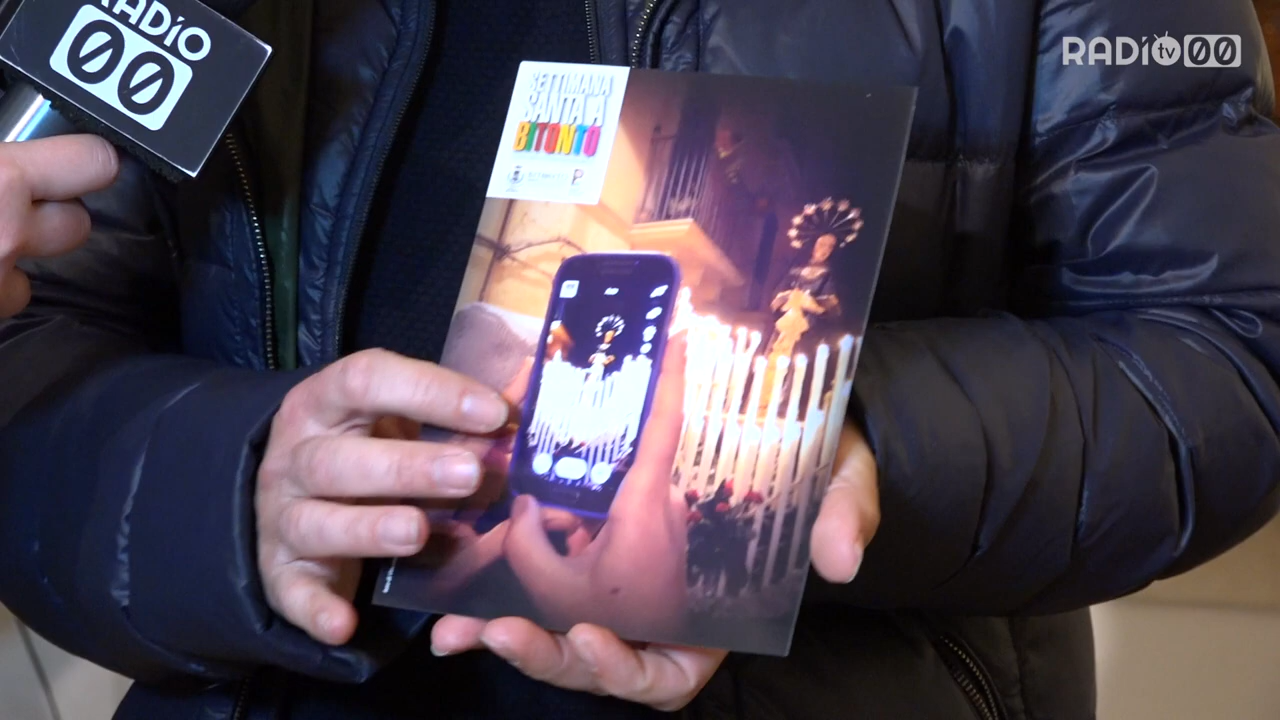 RADIO
00
RADIO tv 00
SETTIMANA
SANTA A
BITONTO